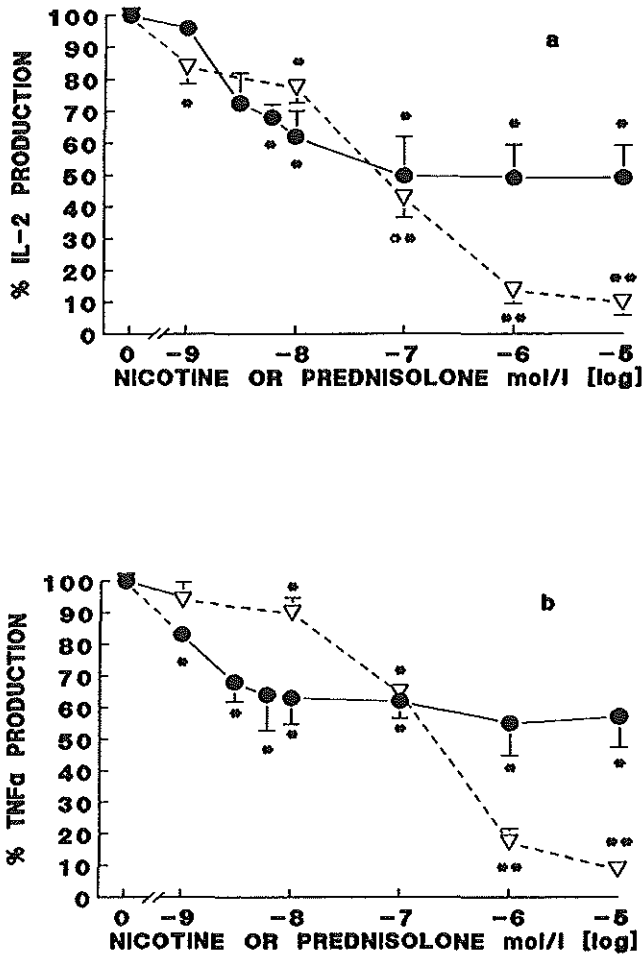 a
% IL-2 PRODUCTION
100
90
80
70
60
50
40
30
20
10
0
0 -9 -8 -7 -6 -5
NICOTINE OR PREDNISOLONE mol/l [log]
b
% TNFα PRODUCTION
100
90
80
70
60
50
40
30
20
10
0
0 -9 -8 -7 -6 -5
NICOTINE OR PREDNISOLONE mol/l [log]